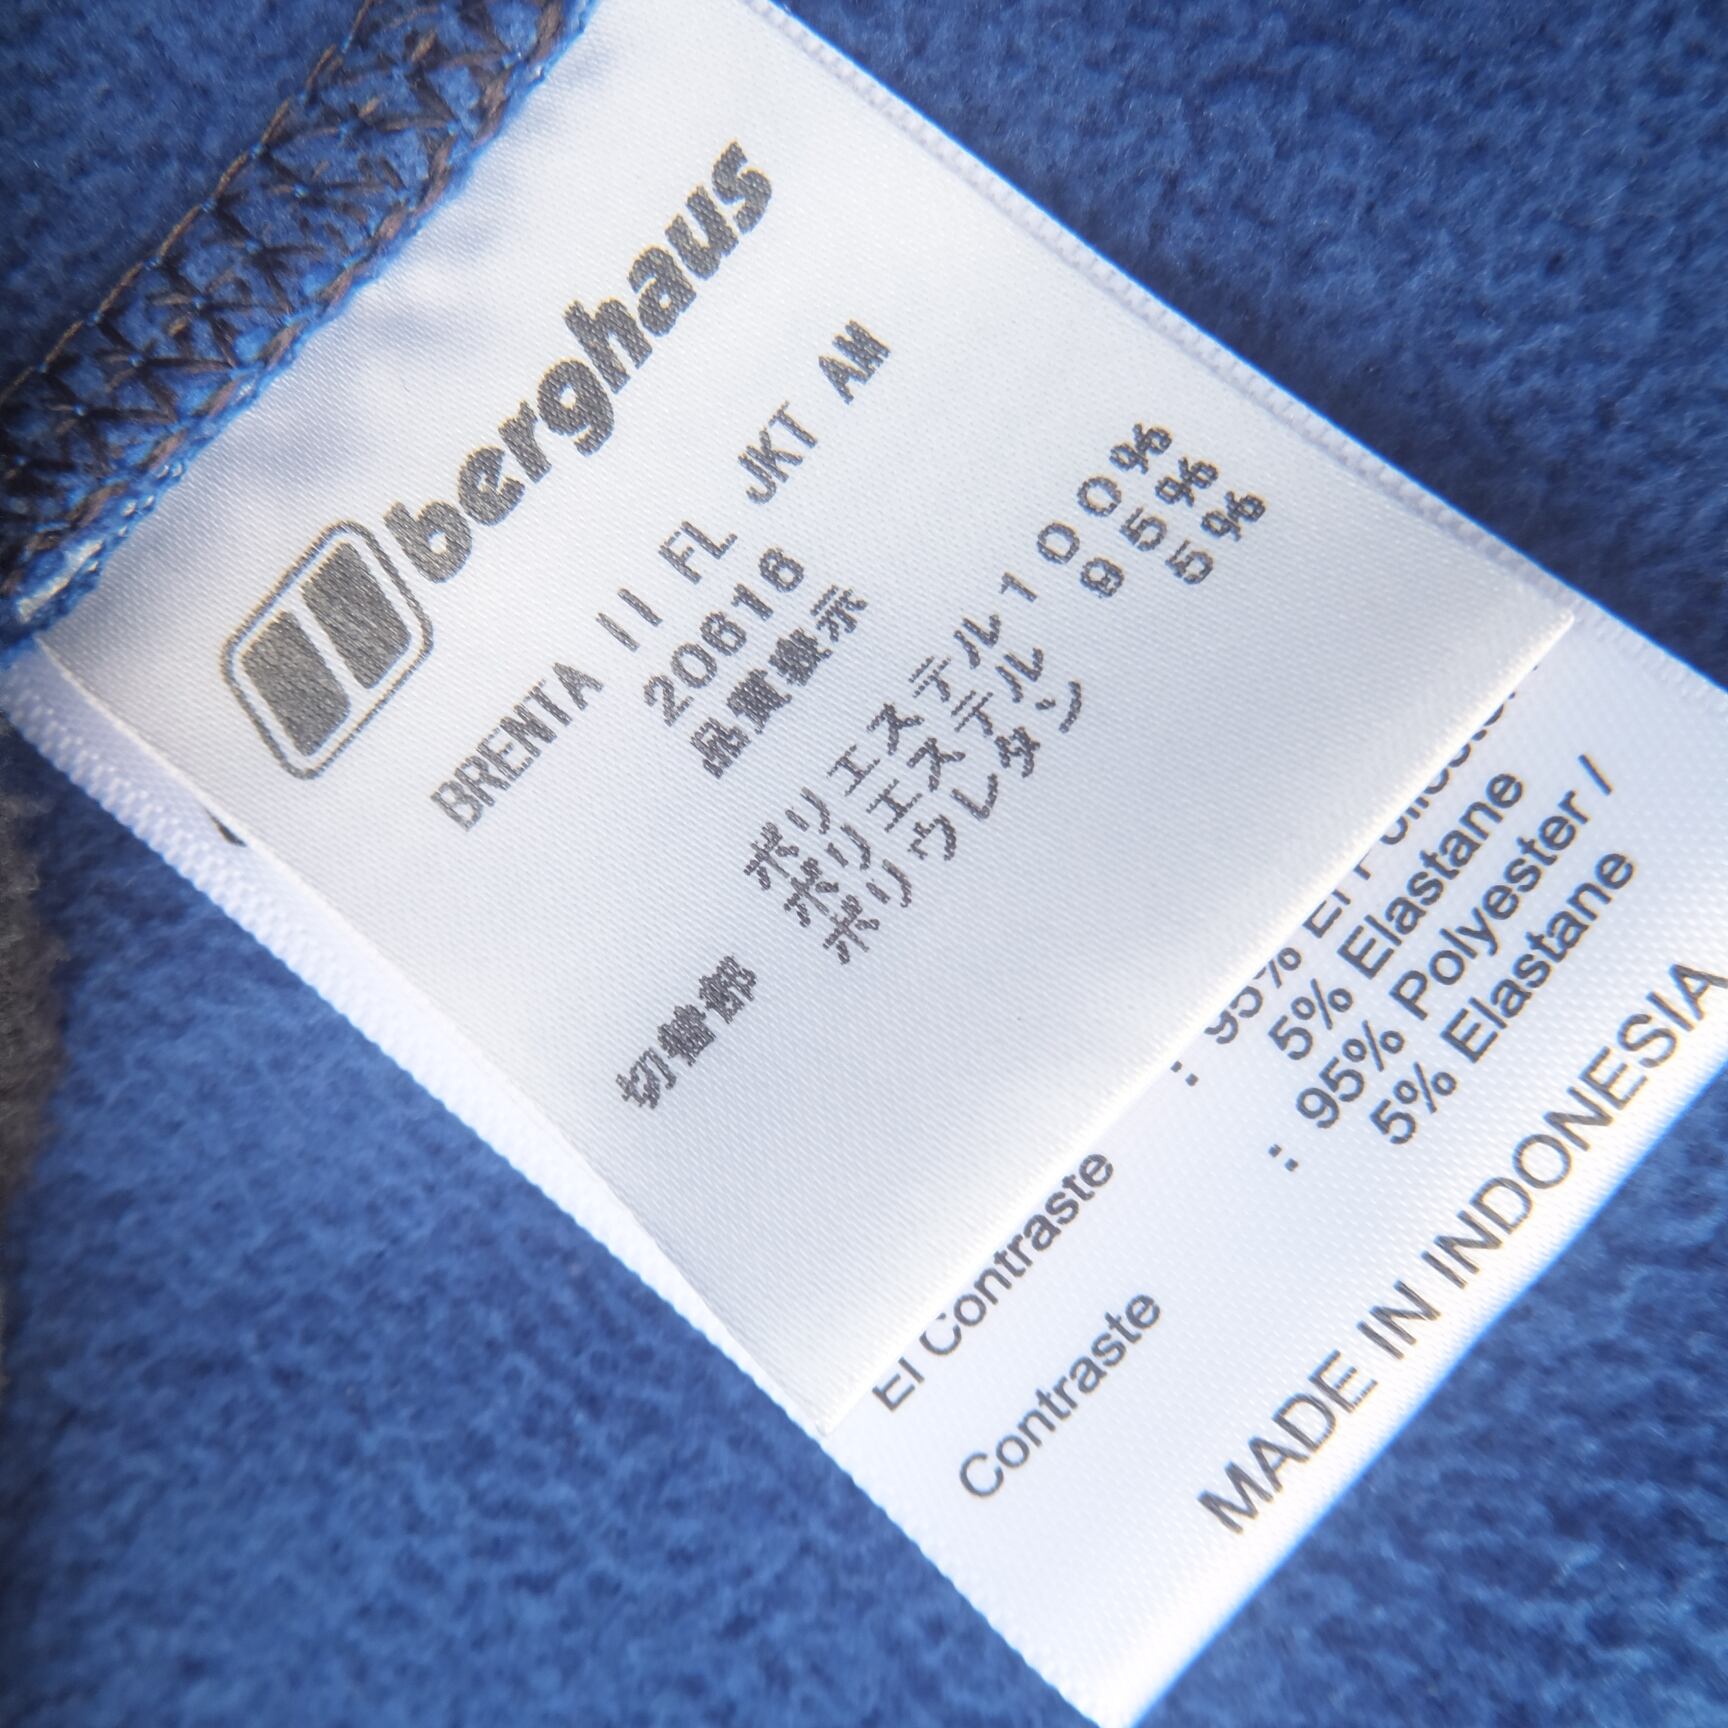 berghaus
BRENTA II FL JKT AM
20616
品質表示
ポリエステル100%
ポリエステル 95%
ポリウレタン 5%
切替部
El Contraste : 95% El
5% Elastane
Contraste : 95% Polyester /
5% Elastane
MADE IN INDONESIA